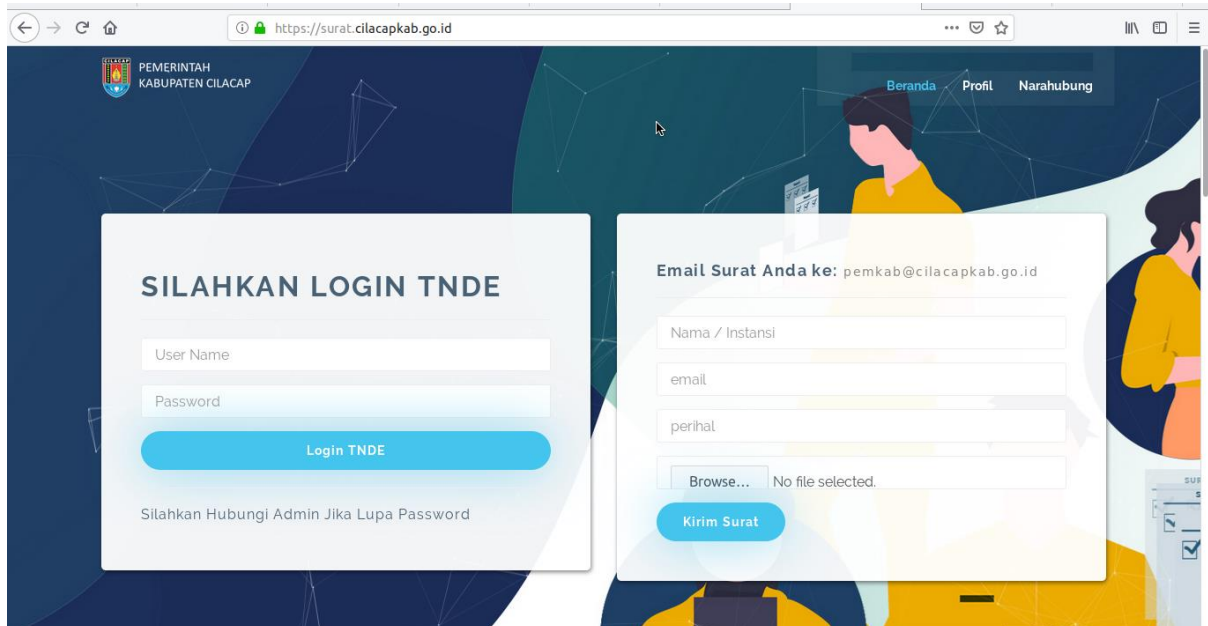 https://surat.cilacapkab.go.id
CILACAP
PEMERINTAH
KABUPATEN CILACAP
Beranda Profil Narahubung
SILAHKAN LOGIN TNDE
User Name
Password
Login TNDE
Silahkan Hubungi Admin Jika Lupa Password
Email Surat Anda ke: pemkab@cilacapkab.go.id
Nama / Instansi
email
perihal
Browse... No file selected.
Kirim Surat